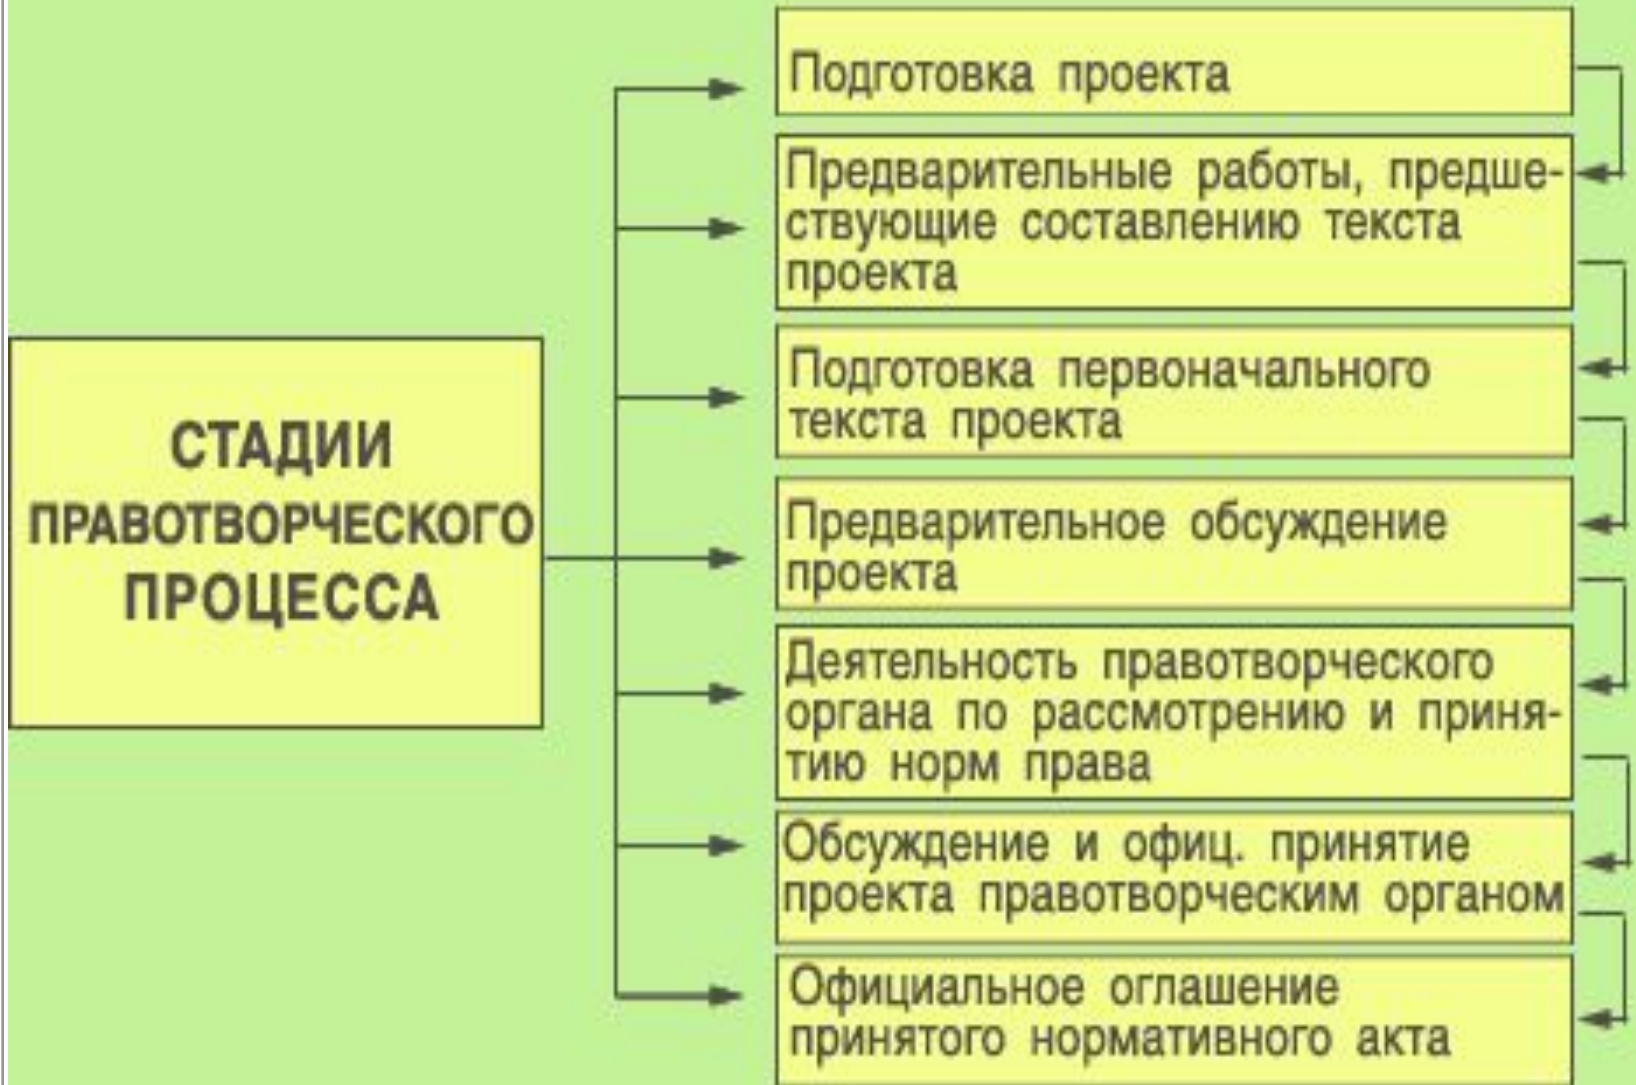 СТАДИИ
ПРАВОТВОРЧЕСКОГО
ПРОЦЕССА
Подготовка проекта
Предварительные работы, предше-
ствующие составлению текста
проекта
Подготовка первоначального
текста проекта
Предварительное обсуждение
проекта
Деятельность правотворческого
органа по рассмотрению и приня-
тию норм права
Обсуждение и офиц. принятие
проекта правотворческим органом
Официальное оглашение
принятого нормативного акта